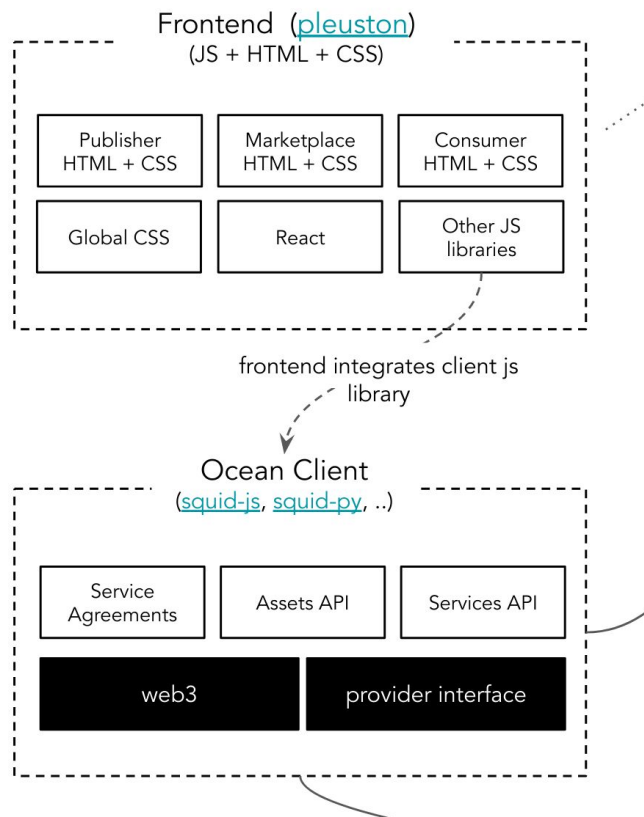 Frontend (pleuston)
(JS + HTML + CSS)
Publisher
HTML + CSS
Marketplace
HTML + CSS
Consumer
HTML + CSS
Global CSS
React
Other JS
libraries
frontend integrates client js
library
Ocean Client
(squid-js, squid-py, ..)
Service
Agreements
Assets API
Services API
web3
provider interface